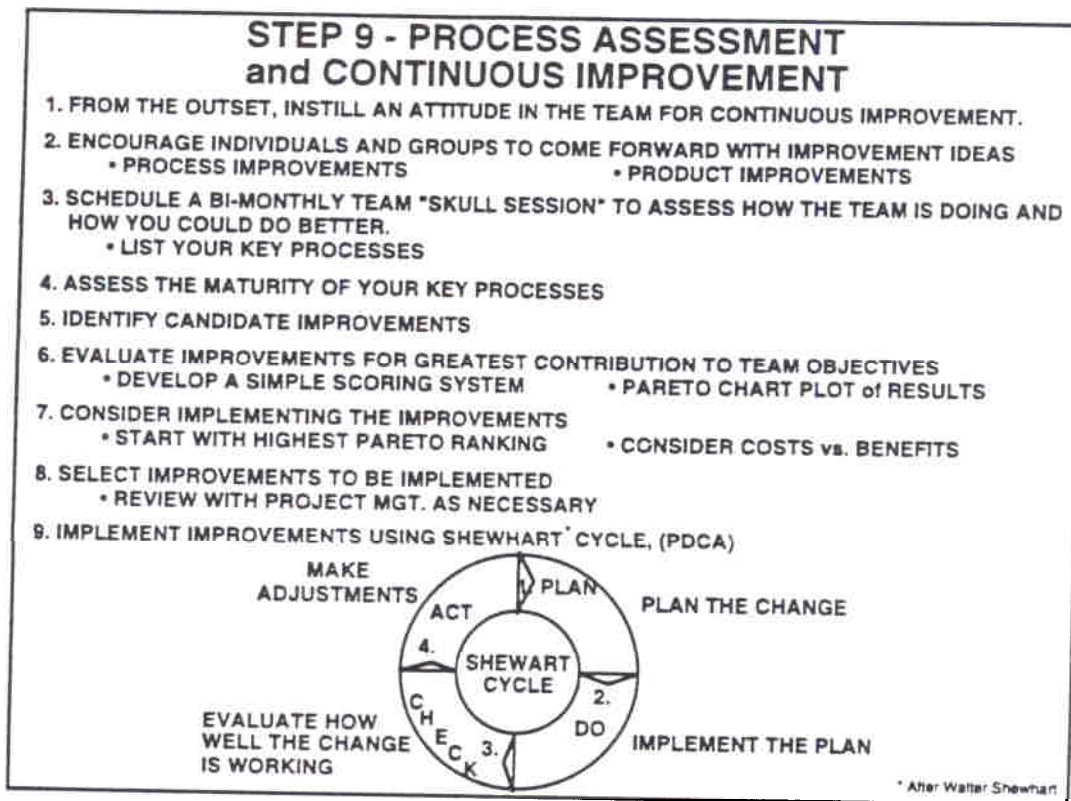 STEP 9 - PROCESS ASSESSMENT
and CONTINUOUS IMPROVEMENT
1. FROM THE OUTSET, INSTILL AN ATTITUDE IN THE TEAM FOR CONTINUOUS IMPROVEMENT.
2. ENCOURAGE INDIVIDUALS AND GROUPS TO COME FORWARD WITH IMPROVEMENT IDEAS
• PROCESS IMPROVEMENTS • PRODUCT IMPROVEMENTS
3. SCHEDULE A BI-MONTHLY TEAM "SKULL SESSION" TO ASSESS HOW THE TEAM IS DOING AND
HOW YOU COULD DO BETTER.
• LIST YOUR KEY PROCESSES
4. ASSESS THE MATURITY OF YOUR KEY PROCESSES
5. IDENTIFY CANDIDATE IMPROVEMENTS
6. EVALUATE IMPROVEMENTS FOR GREATEST CONTRIBUTION TO TEAM OBJECTIVES
• DEVELOP A SIMPLE SCORING SYSTEM • PARETO CHART PLOT of RESULTS
7. CONSIDER IMPLEMENTING THE IMPROVEMENTS
• START WITH HIGHEST PARETO RANKING • CONSIDER COSTS vs. BENEFITS
8. SELECT IMPROVEMENTS TO BE IMPLEMENTED
• REVIEW WITH PROJECT MGT. AS NECESSARY
9. IMPLEMENT IMPROVEMENTS USING SHEWHART* CYCLE, (PDCA)
MAKE
ADJUSTMENTS
1. PLAN
PLAN THE CHANGE
ACT
4.
SHEWART
CYCLE
2.
DO
IMPLEMENT THE PLAN
CHECK
3.
EVALUATE HOW
WELL THE CHANGE
IS WORKING
* After Walter Shewhart